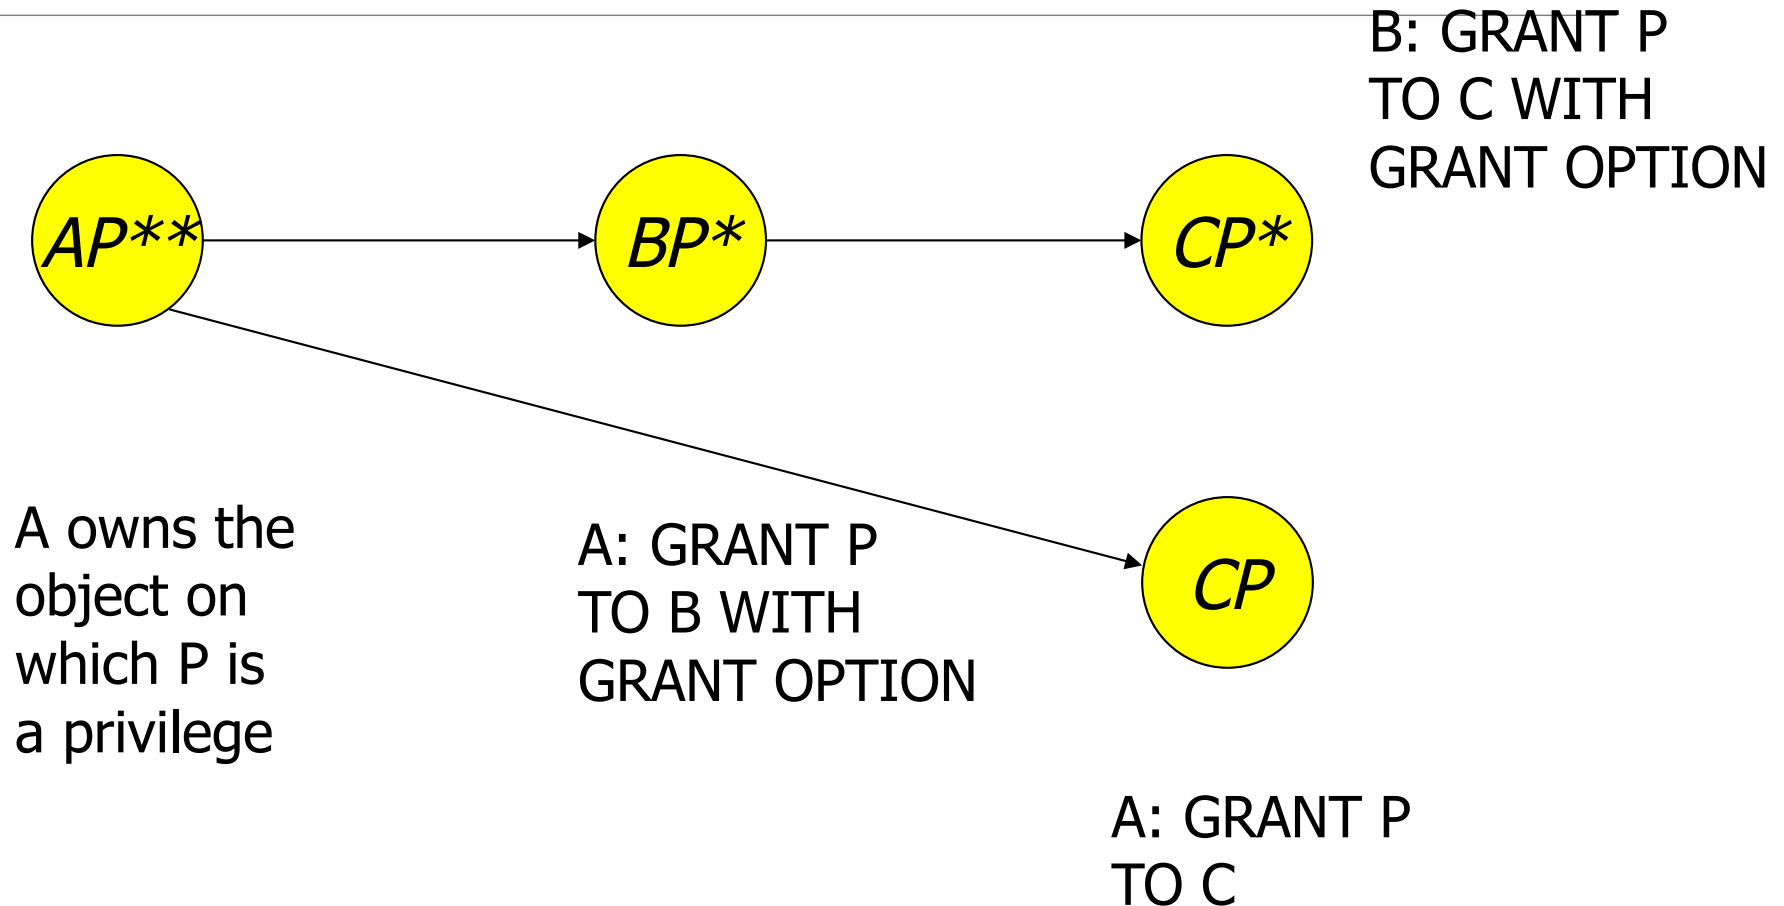 B: GRANT P
TO C WITH
GRANT OPTION
AP**
BP*
CP*
A owns the
object on
which P is
a privilege
A: GRANT P
TO B WITH
GRANT OPTION
CP
A: GRANT P
TO C